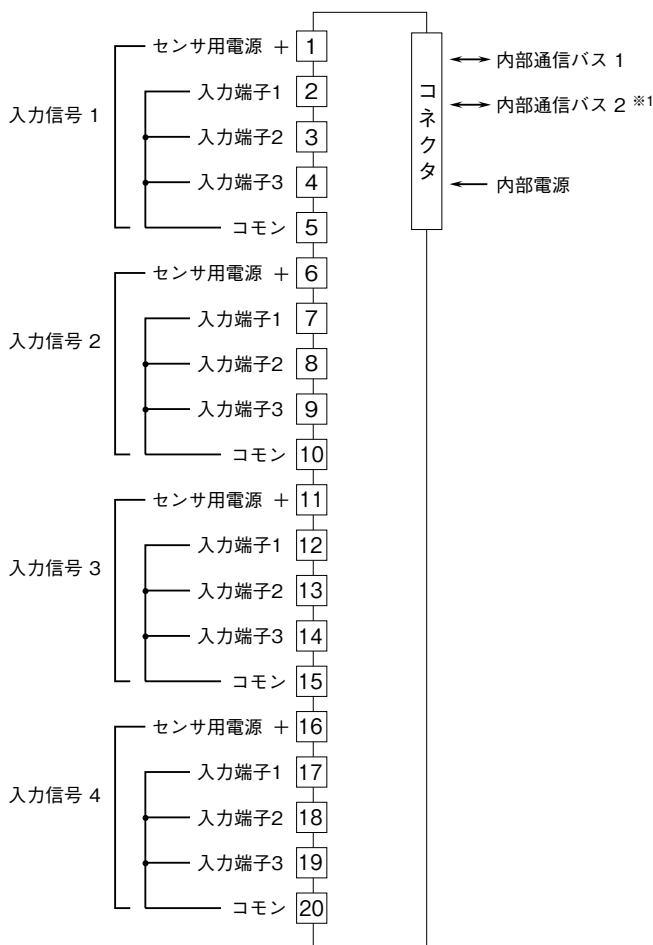 センサ用電源 + 1
入力端子1 2
入力信号 1
入力端子2 3
入力端子3 4
コモン 5
センサ用電源 + 6
入力端子1 7
入力信号 2
入力端子2 8
入力端子3 9
コモン 10
センサ用電源 + 11
入力端子1 12
入力信号 3
入力端子2 13
入力端子3 14
コモン 15
センサ用電源 + 16
入力端子1 17
入力信号 4
入力端子2 18
入力端子3 19
コモン 20
コネクタ
内部通信バス 1
内部通信バス 2 ※1
内部電源